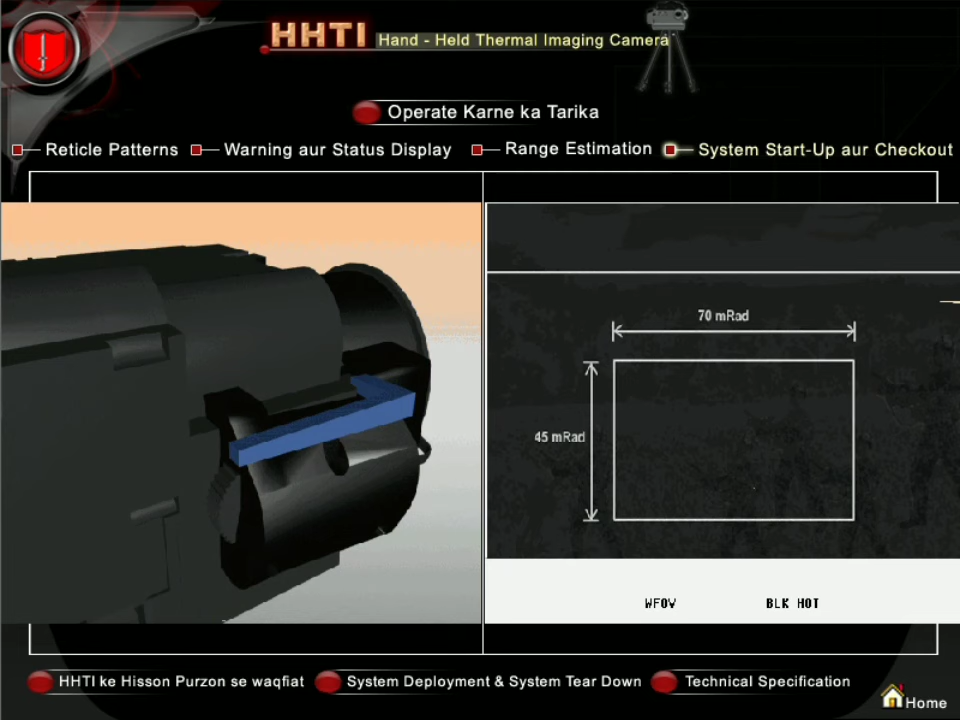 HHTI Hand - Held Thermal Imaging Camera
Operate Karne ka Tarika
Reticle Patterns Warning aur Status Display Range Estimation System Start-Up aur Checkout
70 mRad
45 mRad
WFOV BLK HOT
HHTI ke Hisson Purzon se waqfiat System Deployment & System Tear Down Technical Specification
Home